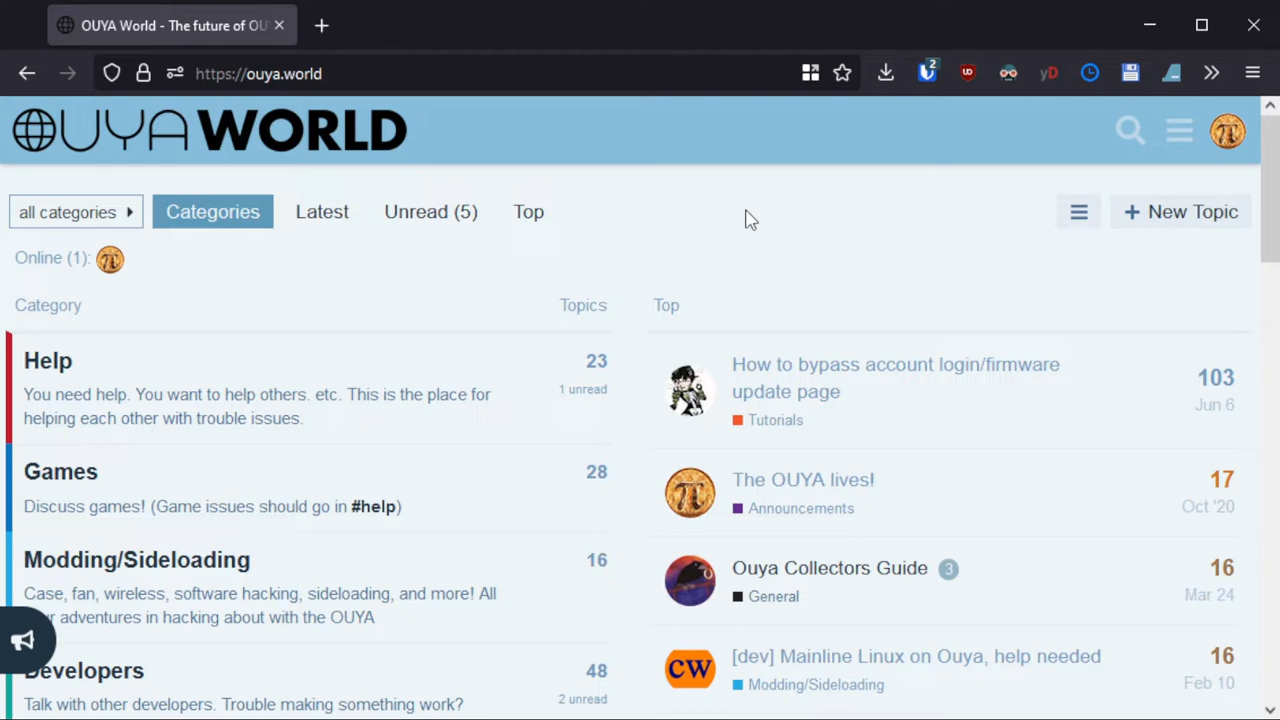 OUYA World - The future of OU
https://ouya.world
2
UO
yD
OUYA WORLD
all categories
Categories
Latest
Unread (5)
Top
+ New Topic
Online (1):
Category
Topics
Top
Help
23
You need help. You want to help others. etc. This is the place for
1 unread
helping each other with trouble issues.
Games
28
Discuss games! (Game issues should go in #help)
Modding/Sideloading
16
Case, fan, wireless, software hacking, sideloading, and more! All
adventures in hacking about with the OUYA
Developers
48
Talk with other developers. Trouble making something work?
2 unread
How to bypass account login/firmware
update page
103
Jun 6
Tutorials
π
The OUYA lives!
17
Announcements
Oct '20
Ouya Collectors Guide 3
16
General
Mar 24
CW
[dev] Mainline Linux on Ouya, help needed
16
Modding/Sideloading
Feb 10